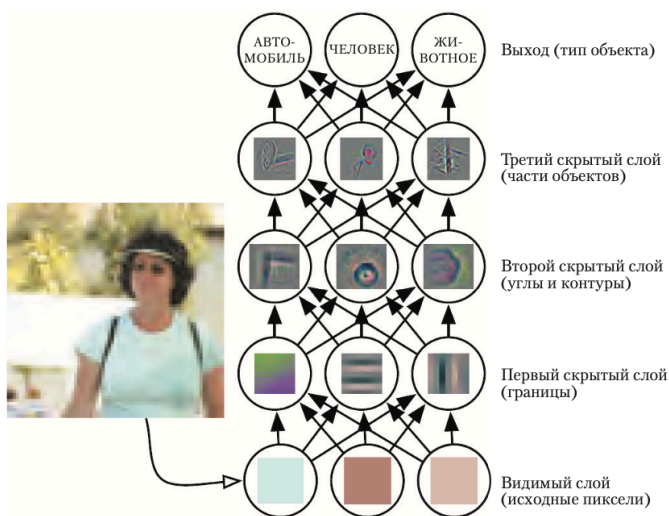 АВТО-
МОБИЛЬ
ЧЕЛОВЕК
ЖИ-
ВОТНОЕ
Выход (тип объекта)
Третий скрытый слой
(части объектов)
Второй скрытый слой
(углы и контуры)
Первый скрытый слой
(границы)
Видимый слой
(исходные пиксели)